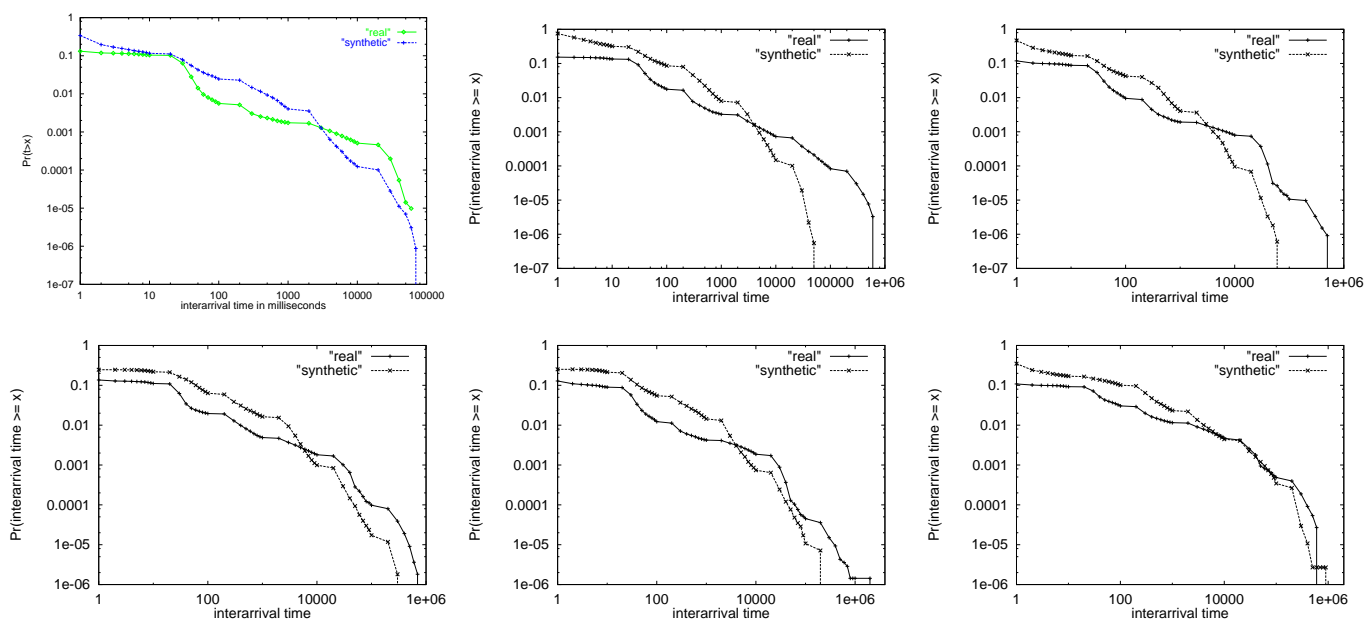 1
0.1
0.01
0.001
0.0001
1e-05
1e-06
1e-07
1 10 100 1000 10000 100000
Pr(t>x)
interarrival time in milliseconds
"real"
"synthetic"
1
0.1
0.01
0.001
0.0001
1e-05
1e-06
1e-07
1 10 100 1000 10000 100000 1e+06
Pr(interarrival time >= x)
interarrival time
"real"
"synthetic"
1
0.1
0.01
0.001
0.0001
1e-05
1e-06
1e-07
1 100 10000 1e+06
Pr(interarrival time >= x)
interarrival time
"real"
"synthetic"
1
0.1
0.01
0.001
0.0001
1e-05
1e-06
1 100 10000 1e+06
Pr(interarrival time >= x)
interarrival time
"real"
"synthetic"
1
0.1
0.01
0.001
0.0001
1e-05
1e-06
1 100 10000 1e+06
Pr(interarrival time >= x)
interarrival time
"real"
"synthetic"
1
0.1
0.01
0.001
0.0001
1e-05
1e-06
1 100 10000 1e+06
Pr(interarrival time >= x)
interarrival time
"real"
"synthetic"